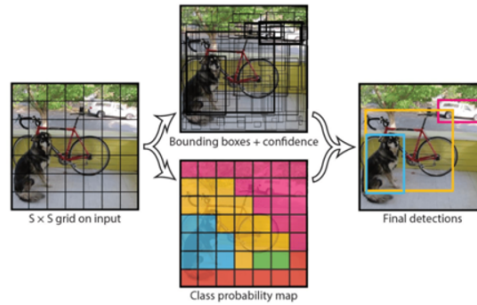 Bounding boxes + confidence
S × S grid on input
Final detections
Class probability map